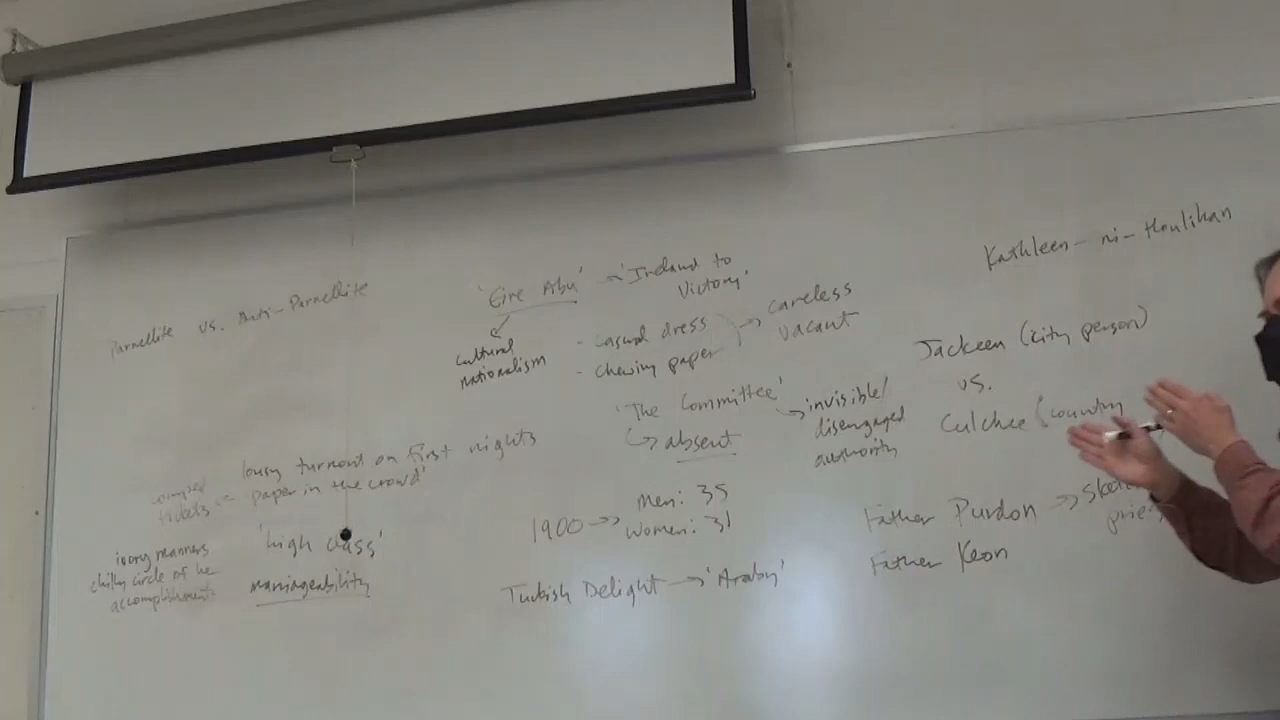 Kathleen-ni-Houlihan
Parnellite vs. Anti-Parnellite
'Eire Abu' → 'Ireland to
Victory'
cultural
nationalism
- casual dress
- chewing paper
→ careless
vacant
Jackeen (city person)
vs.
Culchee (country
'The Committee'
↳ absent
→ invisible/
disengaged
authority
lousy turnout on first nights
paper in the crowd'
tickets
'high class'
marriageability
ivory manners
chilly circle of her
accomplishments
1900 → Men: 35
Women: 31
Turkish Delight → 'Araby'
Father Purdon →
Father Keon